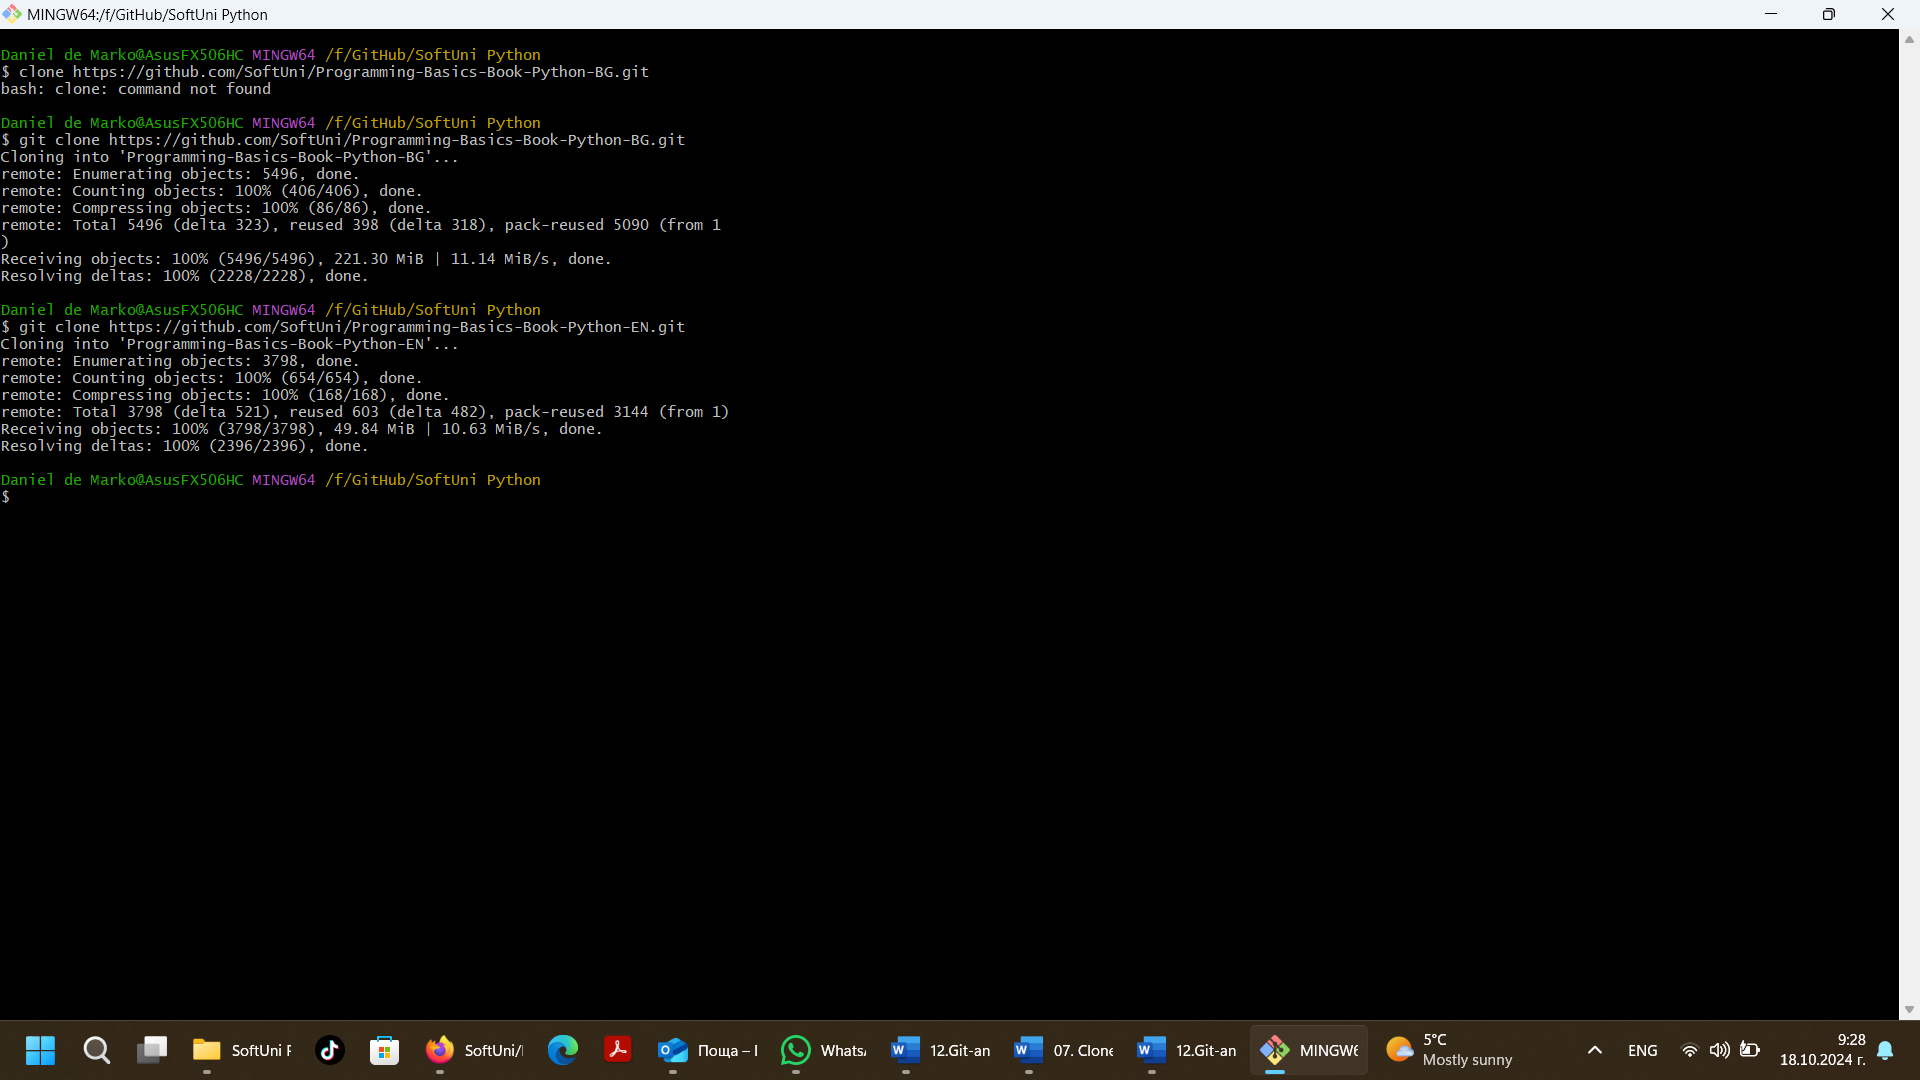 MINGW64:/f/GitHub/SoftUni Python
Daniel de Marko@AsusFX506HC MINGW64 /f/GitHub/SoftUni Python
$ clone https://github.com/SoftUni/Programming-Basics-Book-Python-BG.git
bash: clone: command not found
Daniel de Marko@AsusFX506HC MINGW64 /f/GitHub/SoftUni Python
$ git clone https://github.com/SoftUni/Programming-Basics-Book-Python-BG.git
Cloning into 'Programming-Basics-Book-Python-BG'...
remote: Enumerating objects: 5496, done.
remote: Counting objects: 100% (406/406), done.
remote: Compressing objects: 100% (86/86), done.
remote: Total 5496 (delta 323), reused 398 (delta 318), pack-reused 5090 (from 1
)
Receiving objects: 100% (5496/5496), 221.30 MiB | 11.14 MiB/s, done.
Resolving deltas: 100% (2228/2228), done.
Daniel de Marko@AsusFX506HC MINGW64 /f/GitHub/SoftUni Python
$ git clone https://github.com/SoftUni/Programming-Basics-Book-Python-EN.git
Cloning into 'Programming-Basics-Book-Python-EN'...
remote: Enumerating objects: 3798, done.
remote: Counting objects: 100% (654/654), done.
remote: Compressing objects: 100% (168/168), done.
remote: Total 3798 (delta 521), reused 603 (delta 482), pack-reused 3144 (from 1)
Receiving objects: 100% (3798/3798), 49.84 MiB | 10.63 MiB/s, done.
Resolving deltas: 100% (2396/2396), done.
Daniel de Marko@AsusFX506HC MINGW64 /f/GitHub/SoftUni Python
$
SoftUni SoftUni/ Поща – Whats 12.Git-an 07. Clone 12.Git-an MINGW6
5°C
Mostly sunny
ENG
9:28
18.10.2024 г.